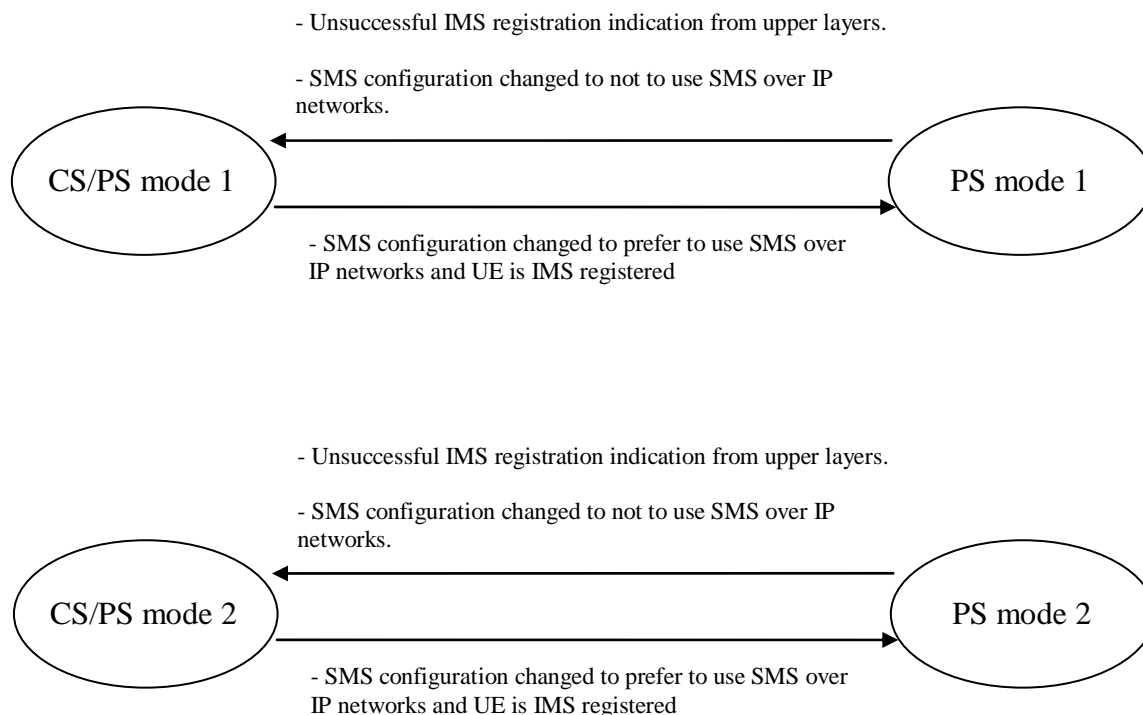 - Unsuccessful IMS registration indication from upper layers.
- SMS configuration changed to not to use SMS over IP
networks.
CS/PS mode 1
PS mode 1
- SMS configuration changed to prefer to use SMS over
IP networks and UE is IMS registered
- Unsuccessful IMS registration indication from upper layers.
- SMS configuration changed to not to use SMS over IP
networks.
CS/PS mode 2
PS mode 2
- SMS configuration changed to prefer to use SMS over
IP networks and UE is IMS registered